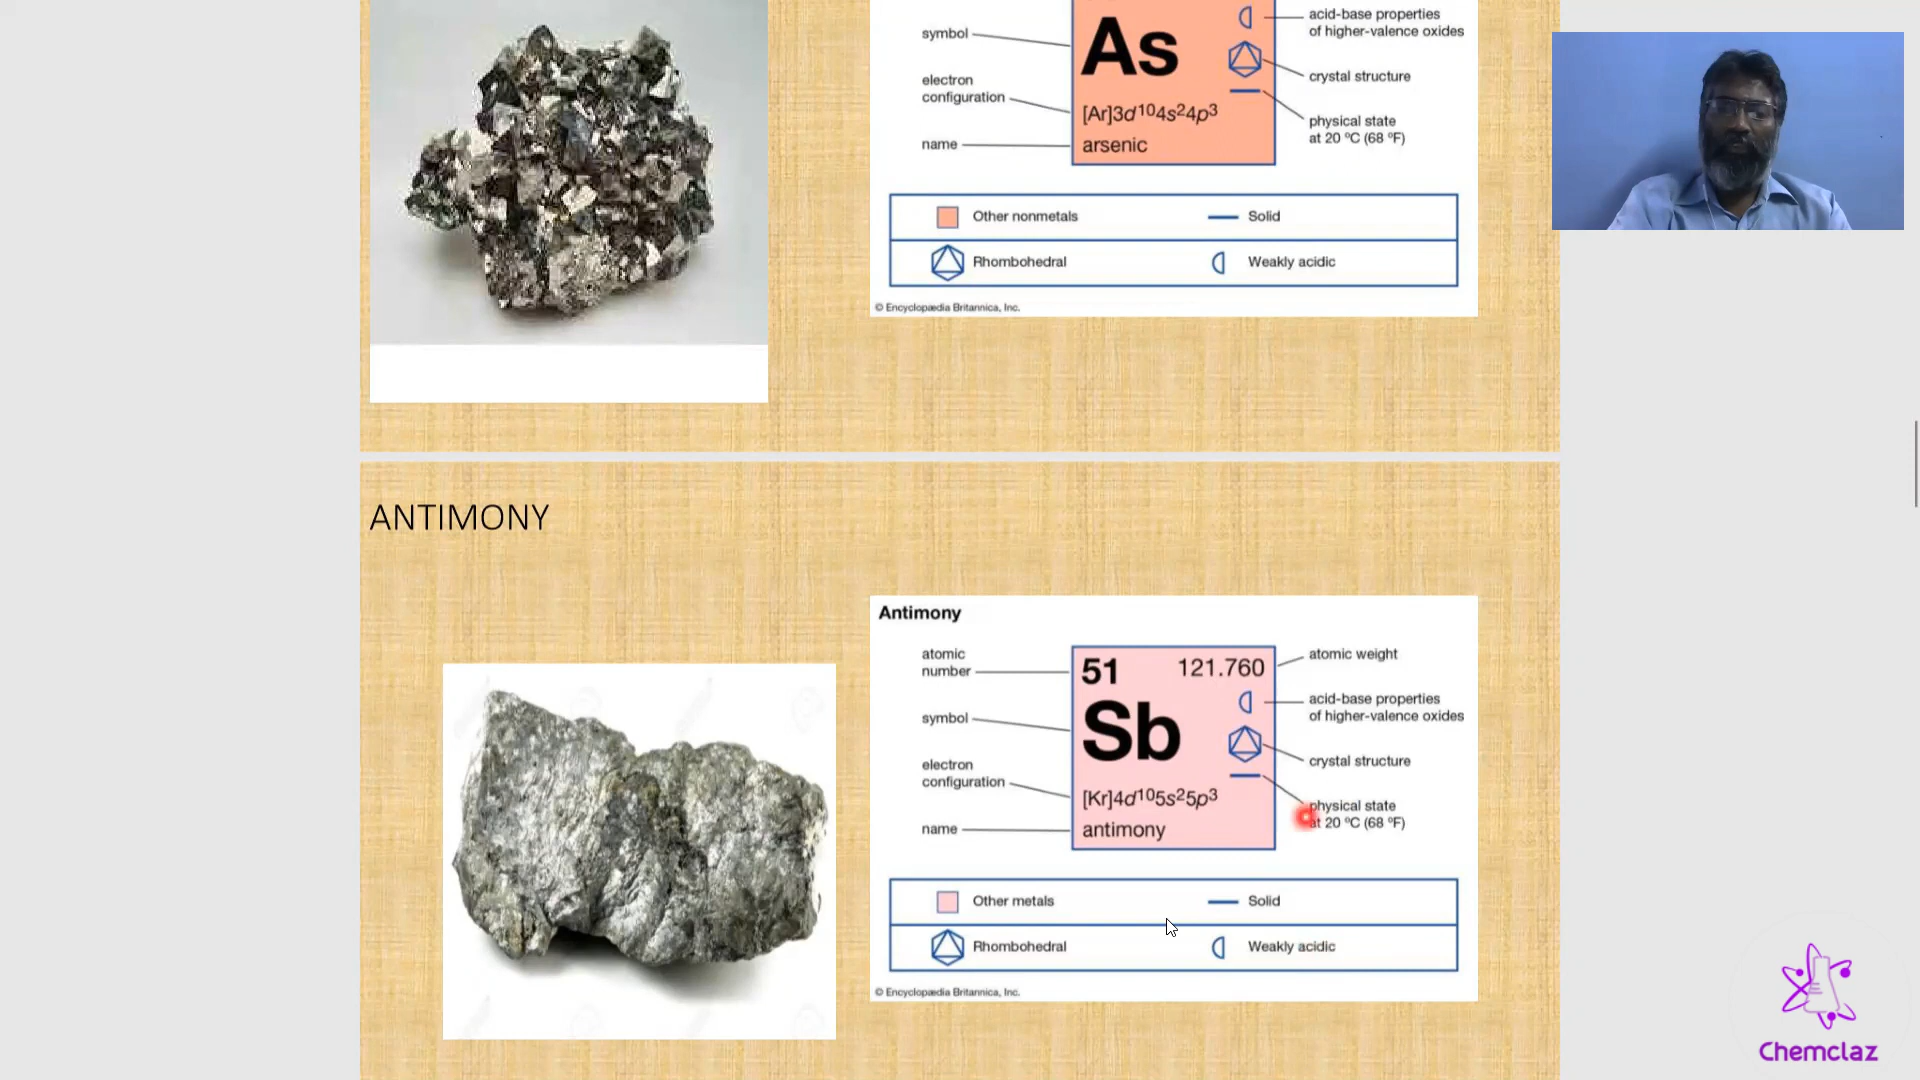 acid-base properties
of higher-valence oxides
symbol
As
crystal structure
electron
configuration
[Ar]3d¹⁰4s²4p³
physical state
at 20 ºC (68 ºF)
name
arsenic
Other nonmetals
Solid
Rhombohedral
Weakly acidic
© Encyclopædia Britannica, Inc.
ANTIMONY
Antimony
atomic
number
51
121.760
atomic weight
acid-base properties
of higher-valence oxides
symbol
Sb
crystal structure
electron
configuration
[Kr]4d¹⁰5s²5p³
physical state
at 20 ºC (68 ºF)
name
antimony
Other metals
Solid
Rhombohedral
Weakly acidic
© Encyclopædia Britannica, Inc.
Chemclaz